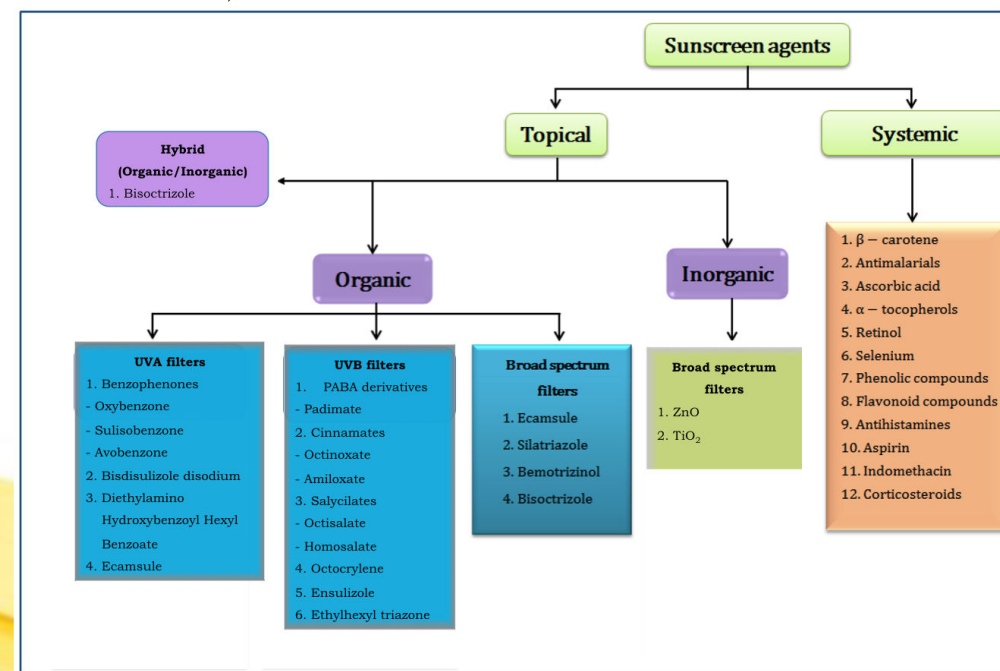 Sunscreen agents
Topical
Systemic
Hybrid
(Organic/Inorganic)
1. Bisoctrizole
Organic
Inorganic
UVA filters
1. Benzophenones
- Oxybenzone
- Sulisobenzone
- Avobenzone
2. Bisdisulizole disodium
3. Diethylamino
Hydroxybenzoyl Hexyl
Benzoate
4. Ecamsule
UVB filters
1. PABA derivatives
- Padimate
2. Cinnamates
- Octinoxate
- Amiloxate
3. Salycilates
- Octisalate
- Homosalate
4. Octocrylene
5. Ensulizole
6. Ethylhexyl triazone
Broad spectrum
filters
1. Ecamsule
2. Silatriazole
3. Bemotrizinol
4. Bisoctrizole
Broad spectrum
filters
1. ZnO
2. TiO₂
1. β – carotene
2. Antimalarials
3. Ascorbic acid
4. α – tocopherols
5. Retinol
6. Selenium
7. Phenolic compounds
8. Flavonoid compounds
9. Antihistamines
10. Aspirin
11. Indomethacin
12. Corticosteroids